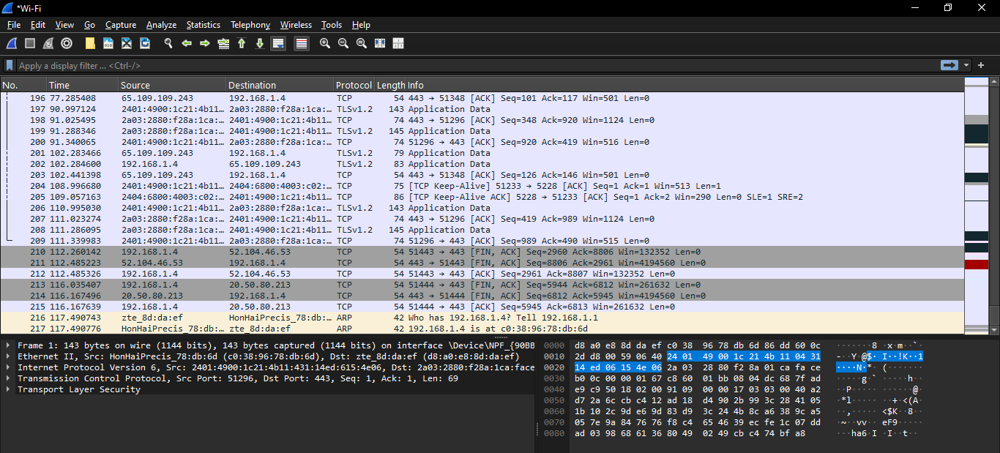 *Wi-Fi
File Edit View Go Capture Analyze Statistics Telephony Wireless Tools Help
Apply a display filter ... <Ctrl-/>
No. Time Source Destination Protocol Length Info
196 77.285408 65.109.109.243 192.168.1.4 TCP 54 443 → 51348 [ACK] Seq=101 Ack=117 Win=501 Len=0
197 90.997124 2401:4900:1c21:4b11… 2a03:2880:f28a:1ca:… TLSv1.2 143 Application Data
198 91.025495 2a03:2880:f28a:1ca:… 2401:4900:1c21:4b11… TCP 74 443 → 51296 [ACK] Seq=348 Ack=920 Win=1124 Len=0
199 91.288346 2a03:2880:f28a:1ca:… 2401:4900:1c21:4b11… TLSv1.2 145 Application Data
200 91.340065 2401:4900:1c21:4b11… 2a03:2880:f28a:1ca:… TCP 74 51296 → 443 [ACK] Seq=920 Ack=419 Win=516 Len=0
201 102.283466 65.109.109.243 192.168.1.4 TLSv1.2 79 Application Data
202 102.284600 192.168.1.4 65.109.109.243 TLSv1.2 83 Application Data
203 102.441398 65.109.109.243 192.168.1.4 TCP 54 443 → 51348 [ACK] Seq=126 Ack=146 Win=501 Len=0
204 108.996680 2401:4900:1c21:4b11… 2404:6800:4003:c02:… TCP 75 [TCP Keep-Alive] 51233 → 5228 [ACK] Seq=1 Ack=1 Win=513 Len=1
205 109.057163 2404:6800:4003:c02:… 2401:4900:1c21:4b11… TCP 86 [TCP Keep-Alive ACK] 5228 → 51233 [ACK] Seq=1 Ack=2 Win=290 Len=0 SLE=1 SRE=2
206 110.995030 2401:4900:1c21:4b11… 2a03:2880:f28a:1ca:… TLSv1.2 143 Application Data
207 111.023274 2a03:2880:f28a:1ca:… 2401:4900:1c21:4b11… TCP 74 443 → 51296 [ACK] Seq=419 Ack=989 Win=1124 Len=0
208 111.286095 2a03:2880:f28a:1ca:… 2401:4900:1c21:4b11… TLSv1.2 145 Application Data
209 111.339983 2401:4900:1c21:4b11… 2a03:2880:f28a:1ca:… TCP 74 51296 → 443 [ACK] Seq=989 Ack=490 Win=515 Len=0
210 112.260142 192.168.1.4 52.104.46.53 TCP 54 51443 → 443 [FIN, ACK] Seq=2960 Ack=8806 Win=132352 Len=0
211 112.485223 52.104.46.53 192.168.1.4 TCP 54 443 → 51443 [FIN, ACK] Seq=8806 Ack=2961 Win=4194560 Len=0
212 112.485326 192.168.1.4 52.104.46.53 TCP 54 51443 → 443 [ACK] Seq=2961 Ack=8807 Win=132352 Len=0
213 116.035407 192.168.1.4 20.50.80.213 TCP 54 51444 → 443 [FIN, ACK] Seq=5944 Ack=6812 Win=261632 Len=0
214 116.167496 20.50.80.213 192.168.1.4 TCP 54 443 → 51444 [FIN, ACK] Seq=6812 Ack=5945 Win=4194560 Len=0
215 116.167639 192.168.1.4 20.50.80.213 TCP 54 51444 → 443 [ACK] Seq=5945 Ack=6813 Win=261632 Len=0
216 117.490743 zte_8d:da:ef HonHaiPrecis_78:db:… ARP 42 Who has 192.168.1.4? Tell 192.168.1.1
217 117.490776 HonHaiPrecis_78:db:… zte_8d:da:ef ARP 42 192.168.1.4 is at c0:38:96:78:db:6d
Frame 1: 143 bytes on wire (1144 bits), 143 bytes captured (1144 bits) on interface \Device\NPF_{90BB
Ethernet II, Src: HonHaiPrecis_78:db:6d (c0:38:96:78:db:6d), Dst: zte_8d:da:ef (d8:a0:e8:8d:da:ef)
Internet Protocol Version 6, Src: 2401:4900:1c21:4b11:431:14ed:615:4e06, Dst: 2a03:2880:f28a:1ca:face
Transmission Control Protocol, Src Port: 51296, Dst Port: 443, Seq: 1, Ack: 1, Len: 69
Transport Layer Security
0000 d8 a0 e8 8d da ef c0 38 96 78 db 6d 86 dd 60 0c ·······8 ·x·m··`·
0010 2d d8 00 59 06 40 24 01 49 00 1c 21 4b 11 04 31 -··Y·@$· I··!K··1
0020 14 ed 06 15 4e 06 2a 03 28 80 f2 8a 01 ca fa ce ····N·*· (·······
0030 b0 0c 00 00 01 67 c8 60 01 bb 08 04 dc 68 7f ad ·····g·` ·····h··
0040 e9 c9 50 18 02 00 91 09 00 00 17 03 03 00 40 a2 ··P····· ······@·
0050 d7 2a 6c cb c4 12 ad 18 d4 90 2b 99 3c 28 41 05 ·*l····· ··+·<(A·
0060 1b 10 2c 9d e6 9d 83 d9 3c 24 4b 8c a6 38 9c a5 ··,····· <$K··8··
0070 05 7e 9a 84 76 76 f8 c4 65 46 39 ec fe 1c 07 dd ·~··vv·· eF9·····
0080 ad 03 98 68 61 36 80 49 02 49 cb c4 74 bf a8 ···ha6·I ·I··t··